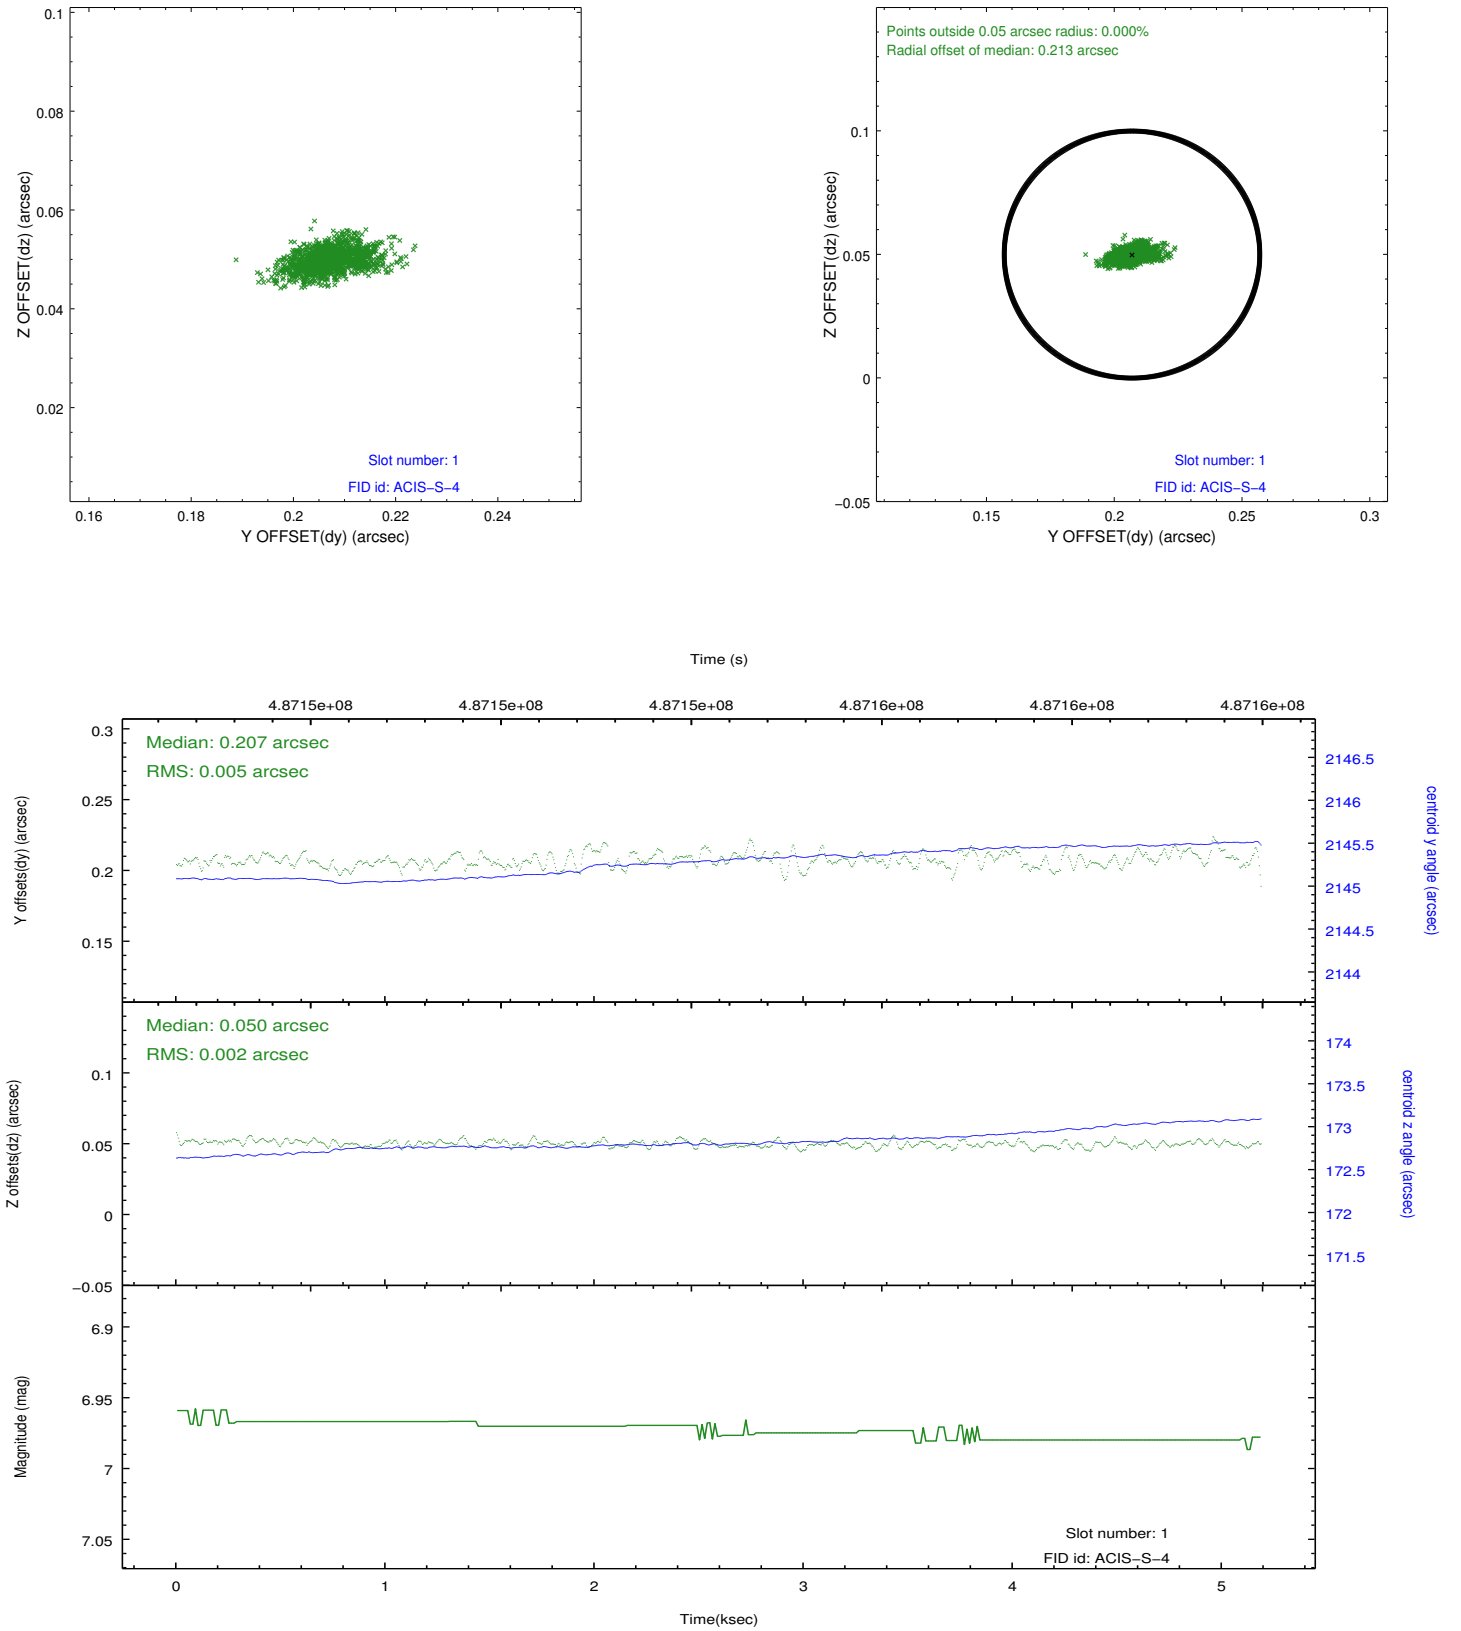 0.1
0.08
0.06
0.04
0.02
Z OFFSET(dz) (arcsec)
Slot number: 1
FID id: ACIS−S−4
0.16 0.18 0.2 0.22 0.24
Y OFFSET(dy) (arcsec)
Points outside 0.05 arcsec radius: 0.000%
Radial offset of median: 0.213 arcsec
0.1
0.05
0
−0.05
Z OFFSET(dz) (arcsec)
Slot number: 1
FID id: ACIS−S−4
0.15 0.2 0.25 0.3
Y OFFSET(dy) (arcsec)
Time (s)
4.8715e+08 4.8715e+08 4.8715e+08 4.8716e+08 4.8716e+08 4.8716e+08
Median: 0.207 arcsec
RMS: 0.005 arcsec
0.3
0.25
0.2
0.15
Y offsets(dy) (arcsec)
2146.5
2146
2145.5
2145
2144.5
2144
centroid y angle (arcsec)
Median: 0.050 arcsec
RMS: 0.002 arcsec
0.1
0.05
0
−0.05
Z offsets(dz) (arcsec)
174
173.5
173
172.5
172
171.5
centroid z angle (arcsec)
6.9
6.95
7
7.05
Magnitude (mag)
Slot number: 1
FID id: ACIS−S−4
0 1 2 3 4 5
Time(ksec)